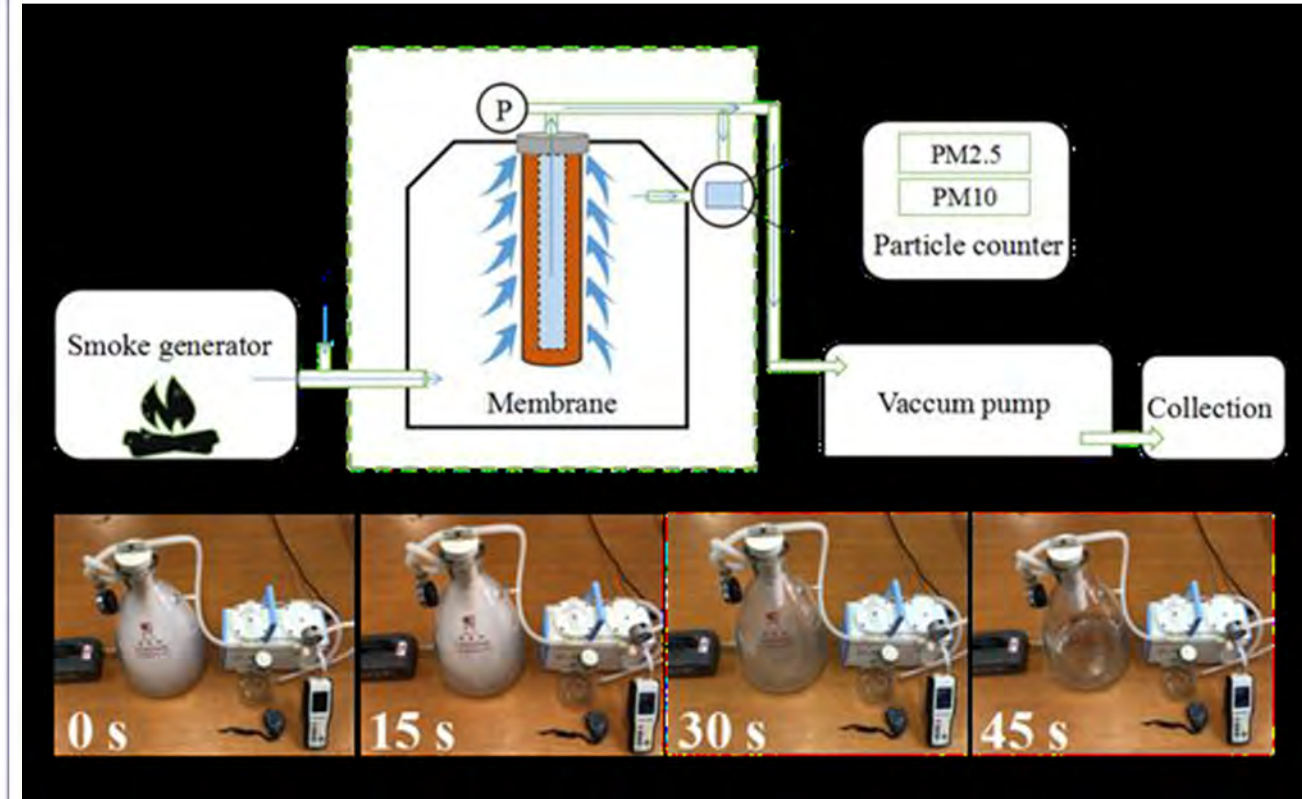 P
PM2.5
PM10
Particle counter
Smoke generator
Membrane
Vaccum pump
Collection
0 s
15 s
30 s
45 s